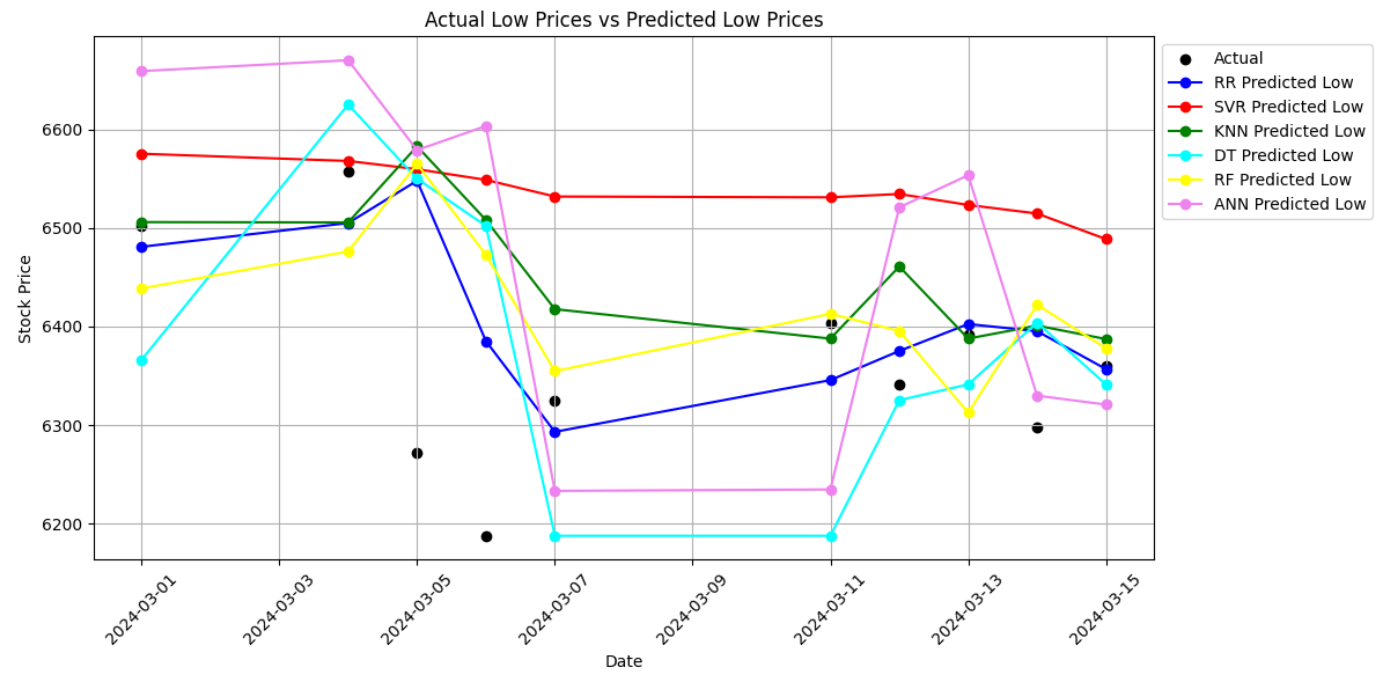 Actual Low Prices vs Predicted Low Prices
Actual
RR Predicted Low
SVR Predicted Low
KNN Predicted Low
DT Predicted Low
RF Predicted Low
ANN Predicted Low
Stock Price
6600
6500
6400
6300
6200
2024-03-01
2024-03-03
2024-03-05
2024-03-07
2024-03-09
2024-03-11
2024-03-13
2024-03-15
Date